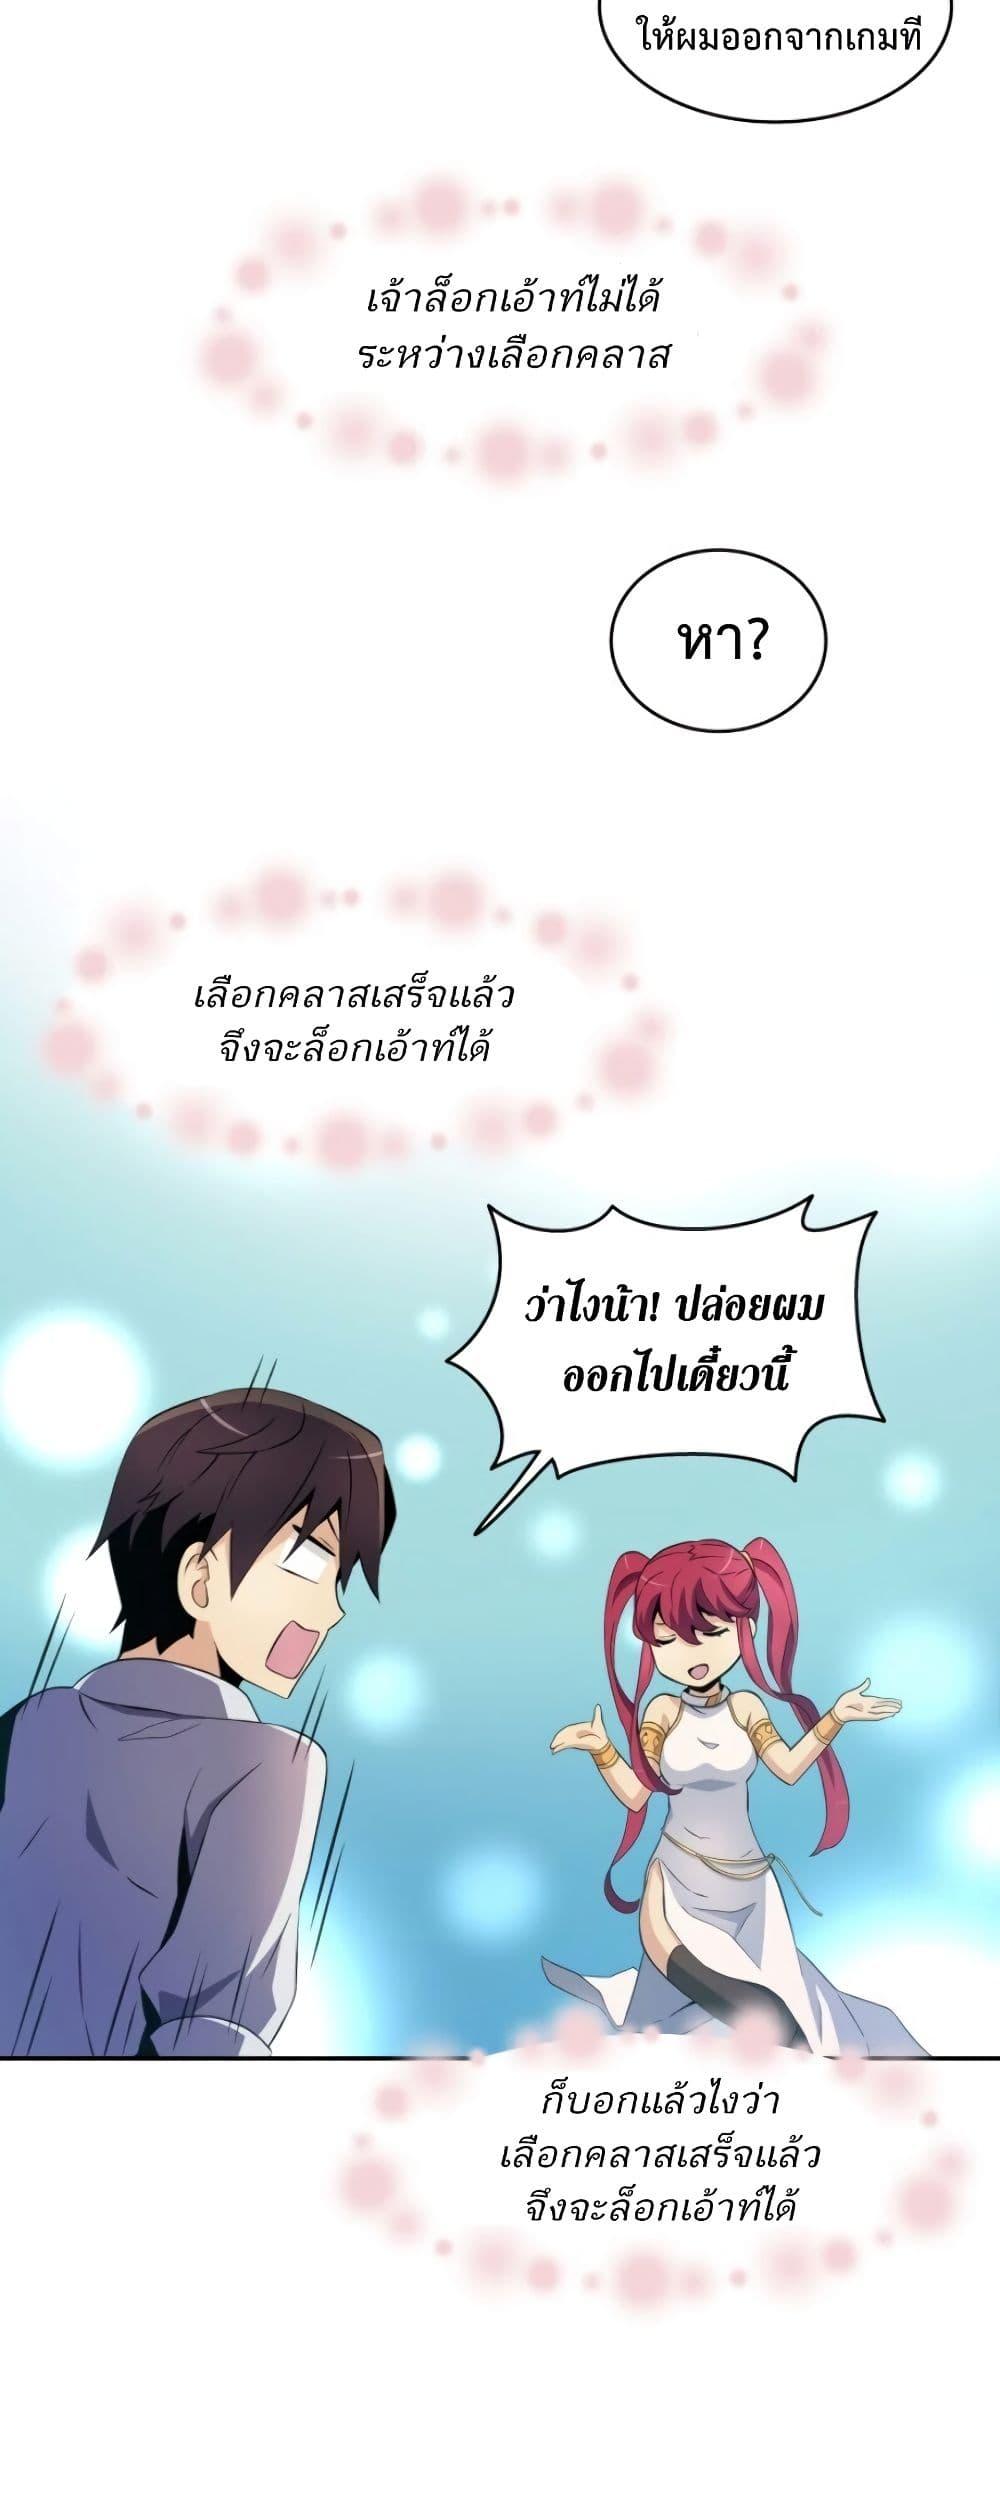 ให้ผมออกจากเกมที
เจ้าล็อกเอ้าท์ไม่ได้
ระหว่างเลือกคลาส
หา?
เลือกคลาสเสร็จแล้ว
จึงจะล็อกเอ้าท์ได้
ว่าไงน้า! ปล่อยผม
ออกไปเดี๋ยวนี้
ก็บอกแล้วไงว่า
เลือกคลาสเสร็จแล้ว
จึงจะล็อกเอ้าท์ได้